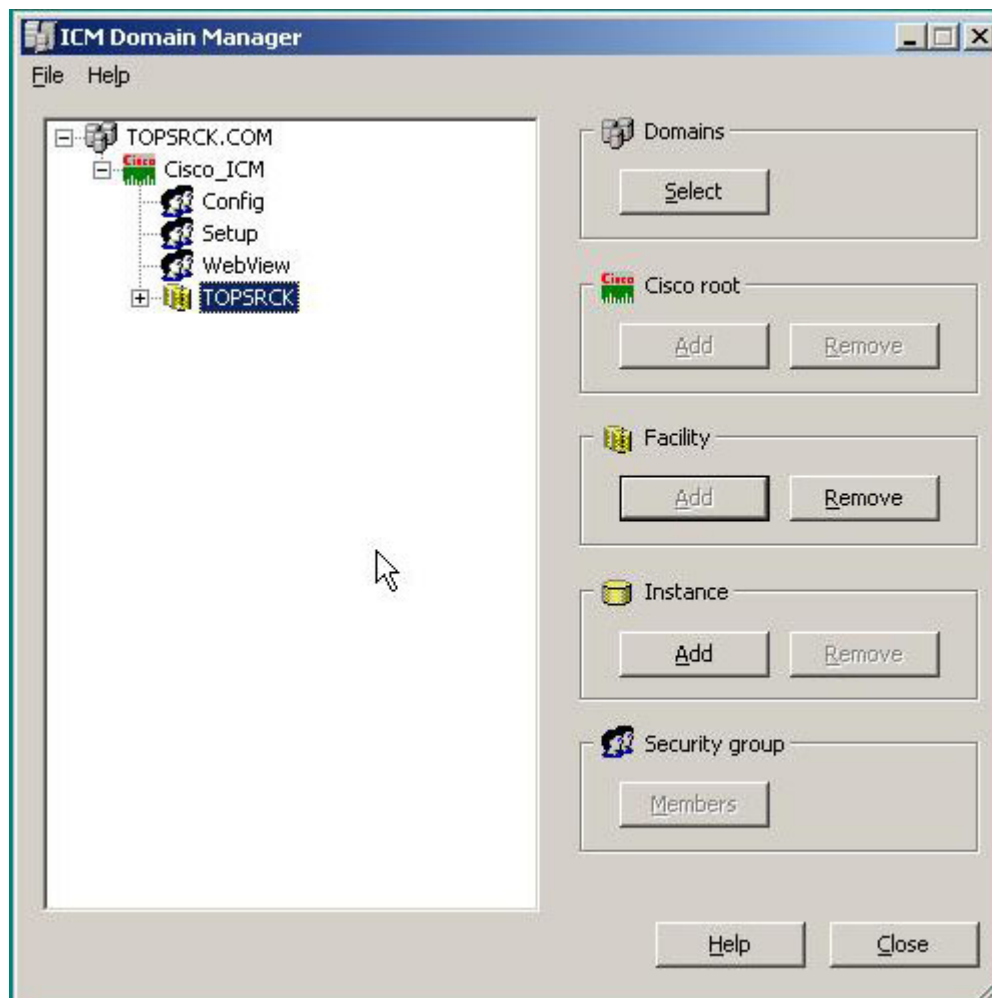 ICM Domain Manager
File Help
TOPSRCK.COM
Cisco_ICM
Config
Setup
WebView
TOPSRCK
Domains
Select
Cisco root
Add Remove
Facility
Add Remove
Instance
Add Remove
Security group
Members
Help Close